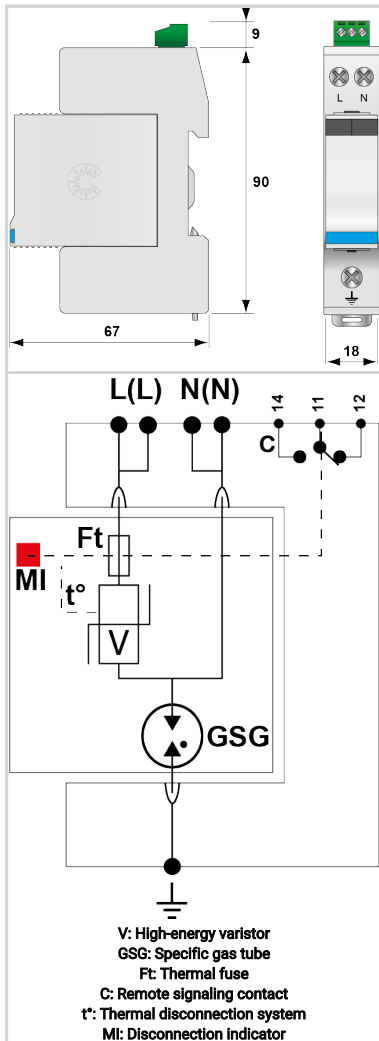 9
L N
90
67
18
L(L) N(N)
14 11 12
C
Ft
MI
t°
V
GSG
V: High-energy varistor
GSG: Specific gas tube
Ft: Thermal fuse
C: Remote signaling contact
t°: Thermal disconnection system
MI: Disconnection indicator